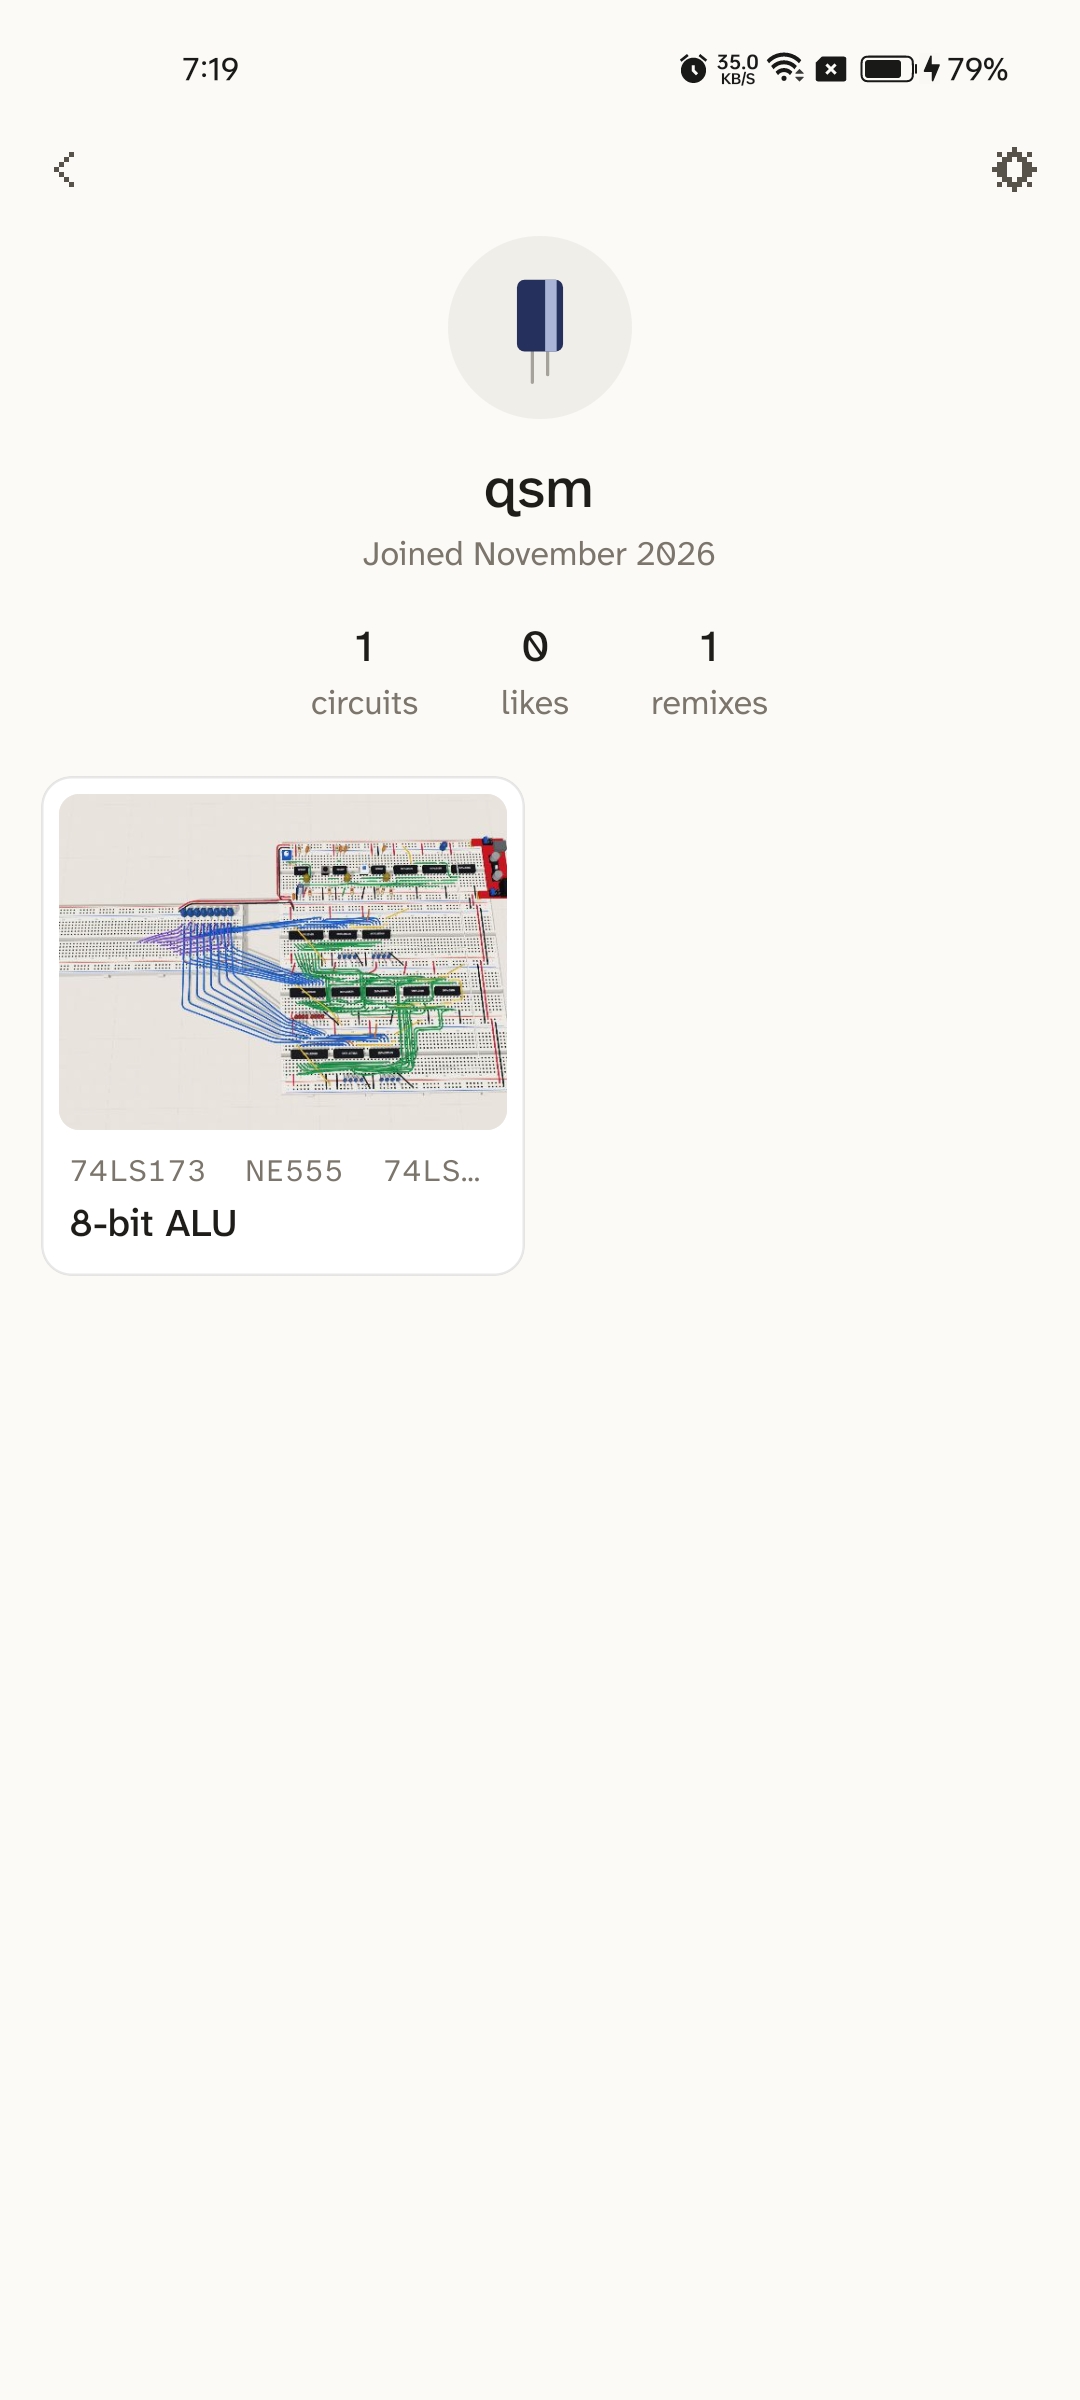 7:19
35.0 KB/S
79%
qsm
Joined November 2026
1 0 1
circuits likes remixes
74LS173 NE555 74LS...
8-bit ALU